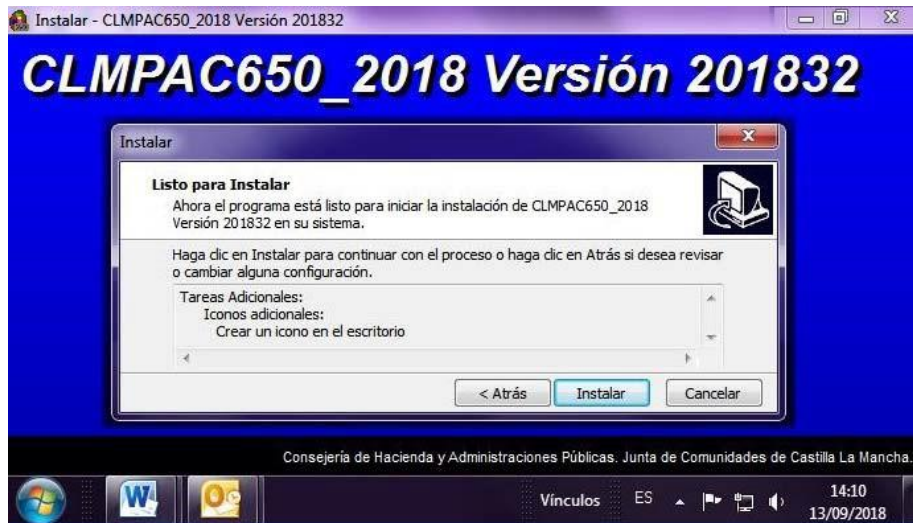 Instalar - CLMPAC650_2018 Versión 201832
CLMPAC650_2018 Versión 201832
Instalar
Listo para Instalar
Ahora el programa está listo para iniciar la instalación de CLMPAC650_2018
Versión 201832 en su sistema.
Haga clic en Instalar para continuar con el proceso o haga clic en Atrás si desea revisar
o cambiar alguna configuración.
Tareas Adicionales:
Iconos adicionales:
Crear un icono en el escritorio
< Atrás
Instalar
Cancelar
Consejería de Hacienda y Administraciones Públicas. Junta de Comunidades de Castilla La Mancha.
Vínculos
ES
14:10
13/09/2018